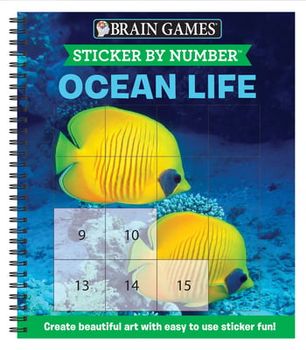 BRAIN GAMES®
STICKER BY NUMBER™
OCEAN LIFE
9 10
13 14 15
Create beautiful art with easy to use sticker fun!™